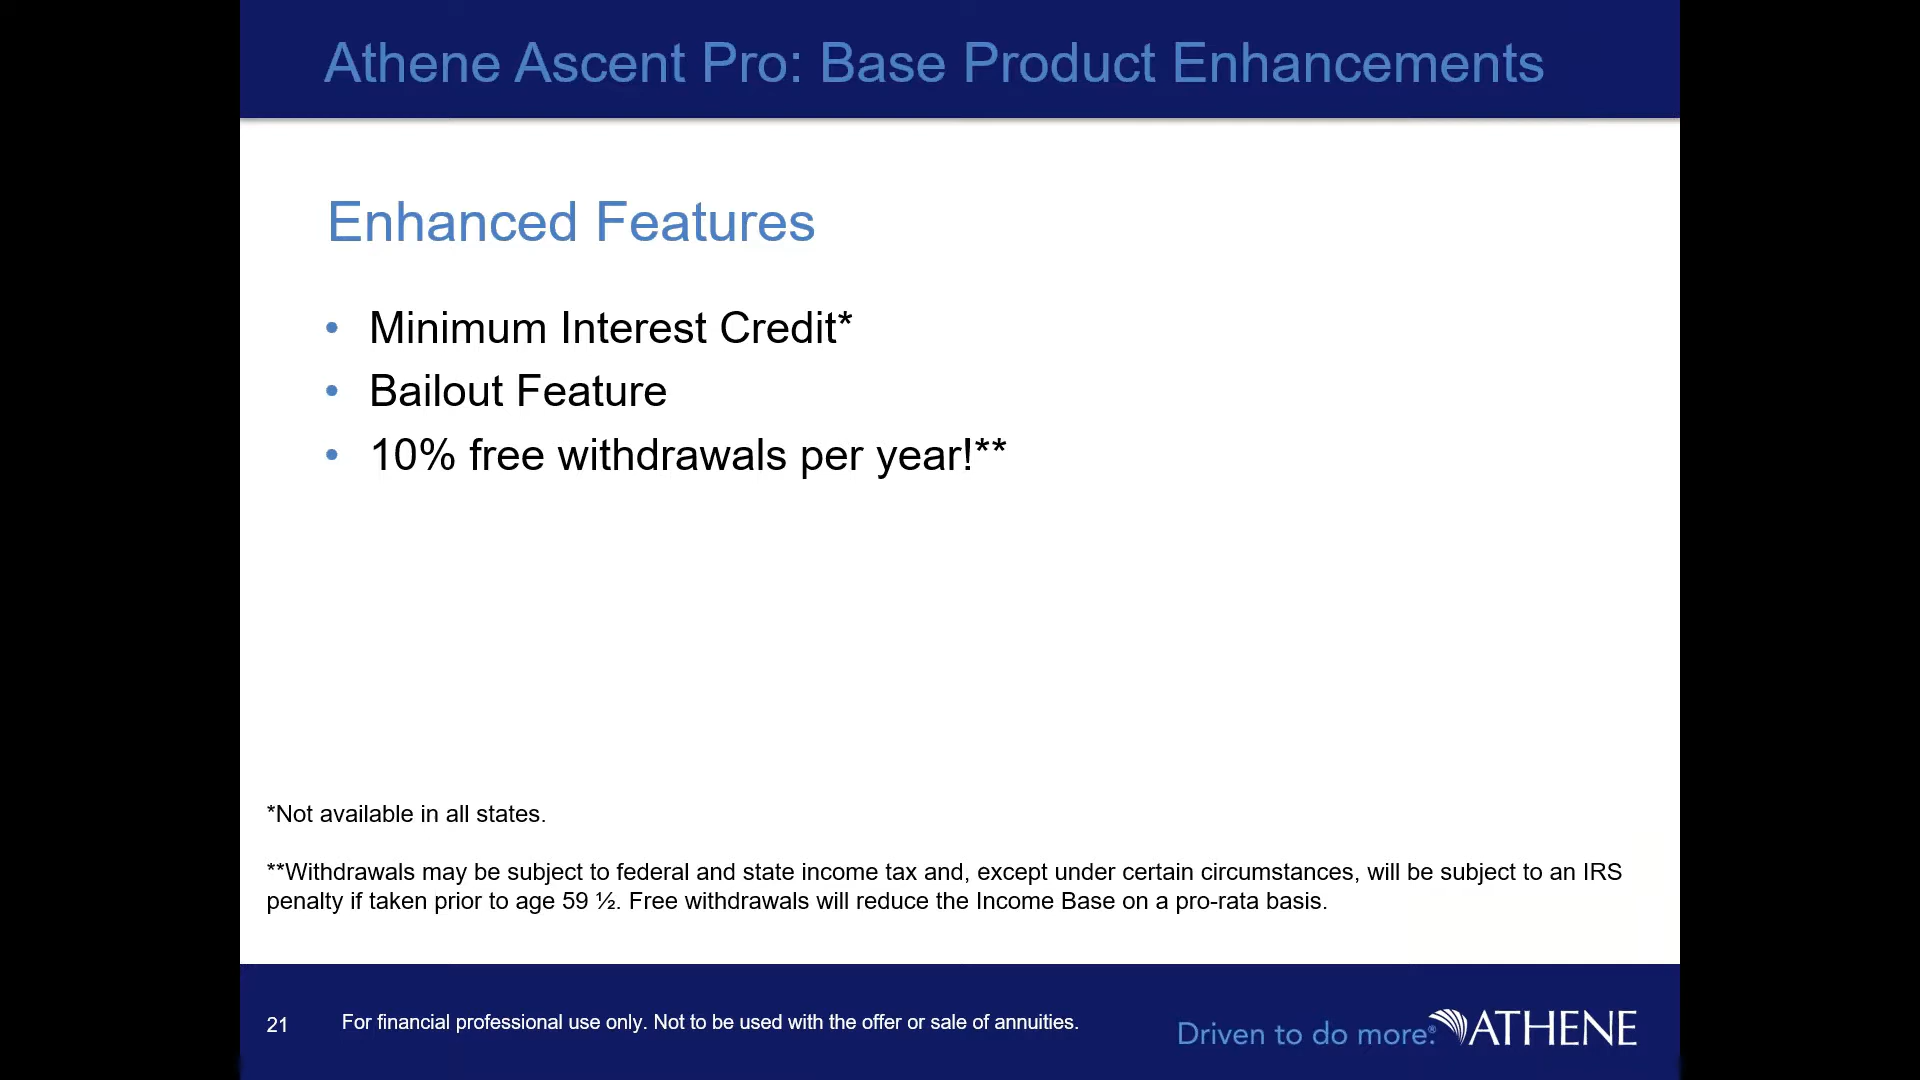 Athene Ascent Pro: Base Product Enhancements
Enhanced Features
• Minimum Interest Credit*
• Bailout Feature
• 10% free withdrawals per year!**
*Not available in all states.
**Withdrawals may be subject to federal and state income tax and, except under certain circumstances, will be subject to an IRS
penalty if taken prior to age 59 ½. Free withdrawals will reduce the Income Base on a pro-rata basis.
21
For financial professional use only. Not to be used with the offer or sale of annuities.
Driven to do more.®
ATHENE